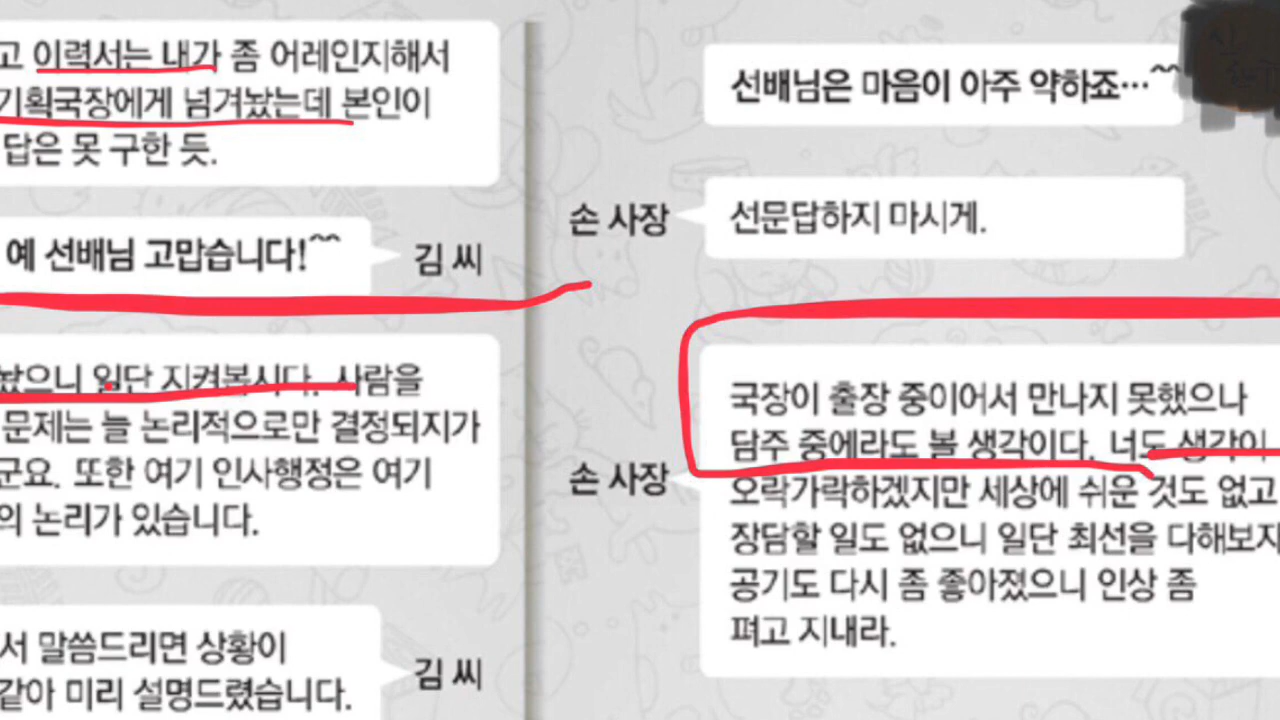 고 이력서는 내가 좀 어레인지해서
기획국장에게 넘겨놨는데 본인이
답은 못 구한 듯.
예 선배님 고맙습니다!^^
김 씨
놨으니 일단 지켜봅시다. 사람을
문제는 늘 논리적으로만 결정되지가
군요. 또한 여기 인사행정은 여기
의 논리가 있습니다.
서 말씀드리면 상황이
같아 미리 설명드렸습니다.
김 씨
선배님은 마음이 아주 약하죠…^^
손 사장
선문답하지 마시게.
손 사장
국장이 출장 중이어서 만나지 못했으나
담주 중에라도 볼 생각이다. 너도 생각이
오락가락하겠지만 세상에 쉬운 것도 없고
장담할 일도 없으니 일단 최선을 다해보자
공기도 다시 좀 좋아졌으니 인상 좀
펴고 지내라.